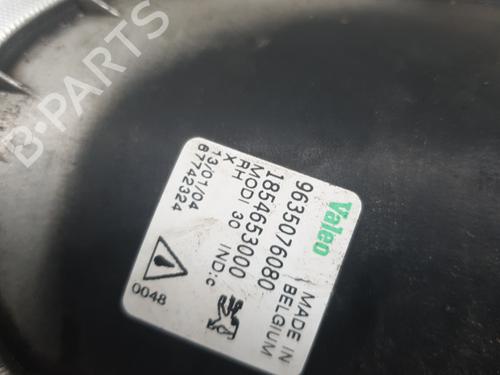 B-PARTS
Valeo
MADE IN
BELGIUM
9635076080
1854653000
MODI 30 IND:c
RH X
13/01/04
67742324
0048